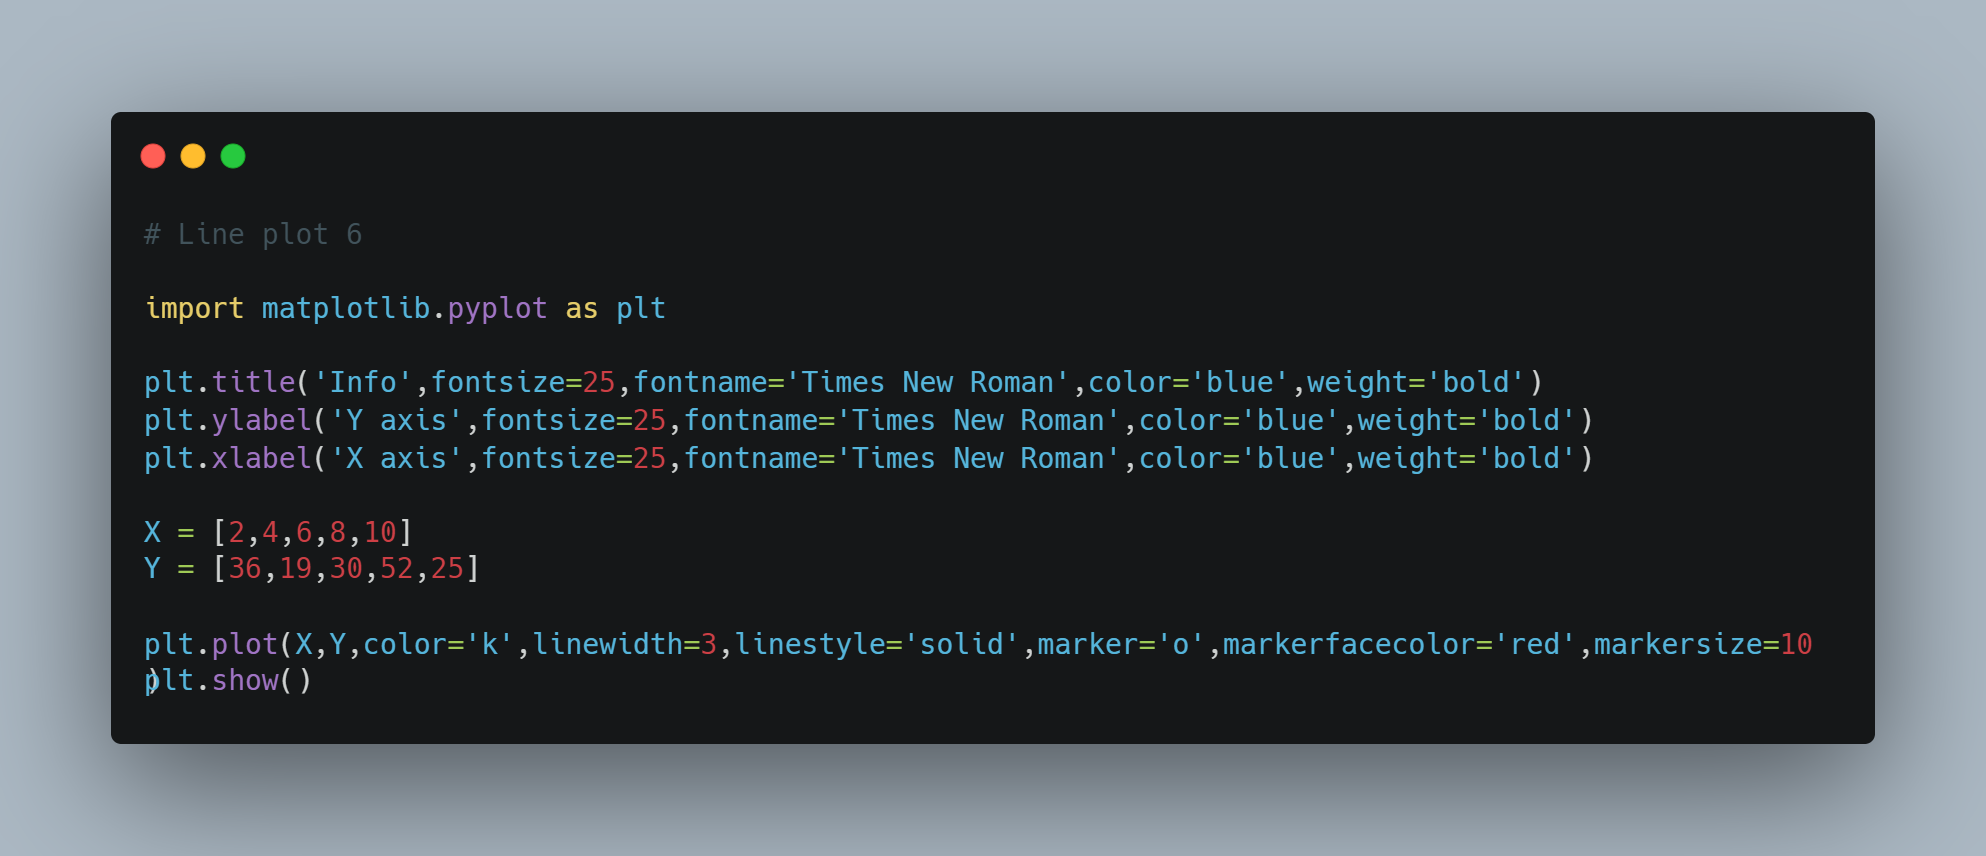 # Line plot 6
import matplotlib.pyplot as plt
plt.title('Info',fontsize=25,fontname='Times New Roman',color='blue',weight='bold')
plt.ylabel('Y axis',fontsize=25,fontname='Times New Roman',color='blue',weight='bold')
plt.xlabel('X axis',fontsize=25,fontname='Times New Roman',color='blue',weight='bold')
X = [2,4,6,8,10]
Y = [36,19,30,52,25]
plt.plot(X,Y,color='k',linewidth=3,linestyle='solid',marker='o',markerfacecolor='red',markersize=10
)
plt.show()